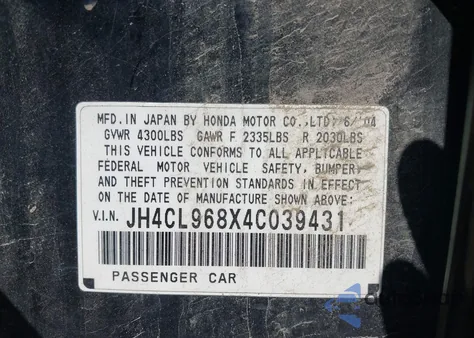 MFD. IN JAPAN BY HONDA MOTOR CO., LTD. 6/'04
GVWR 4300LBS GAWR F 2335LBS R 2030LBS
THIS VEHICLE CONFORMS TO ALL APPLICABLE
FEDERAL MOTOR VEHICLE SAFETY, BUMPER
AND THEFT PREVENTION STANDARDS IN EFFECT
ON THE DATE OF MANUFACTURE SHOWN ABOVE:
V.I.N. JH4CL968X4C039431
PASSENGER CAR